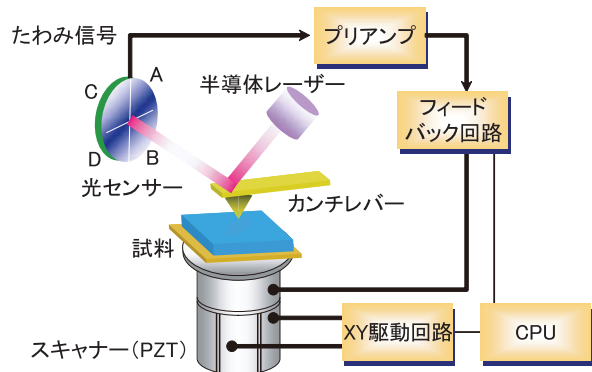 たわみ信号
プリアンプ
C
A
半導体レーザー
フィード
バック回路
D
B
光センサー
カンチレバー
試料
XY駆動回路
CPU
スキャナー(PZT)